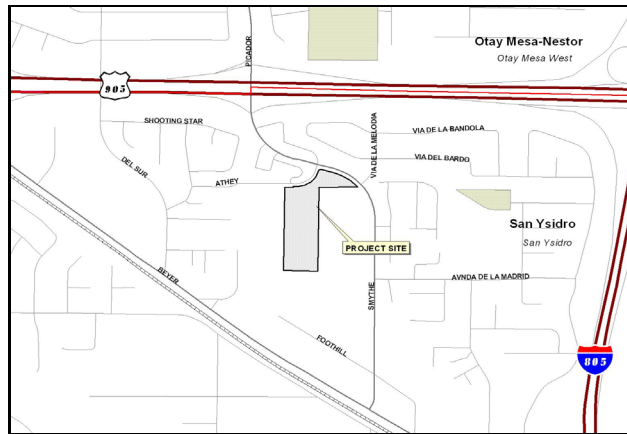 Otay Mesa-Nestor
Otay Mesa West
PICADOR
905
SHOOTING STAR
VIA DE LA MELODIA
VIA DE LA BANDOLA
VIA DEL BARDO
DEL SUR
ATHEY
San Ysidro
San Ysidro
PROJECT SITE
BEYER
SMYTHE
AVNDA DE LA MADRID
FOOTHILL
805